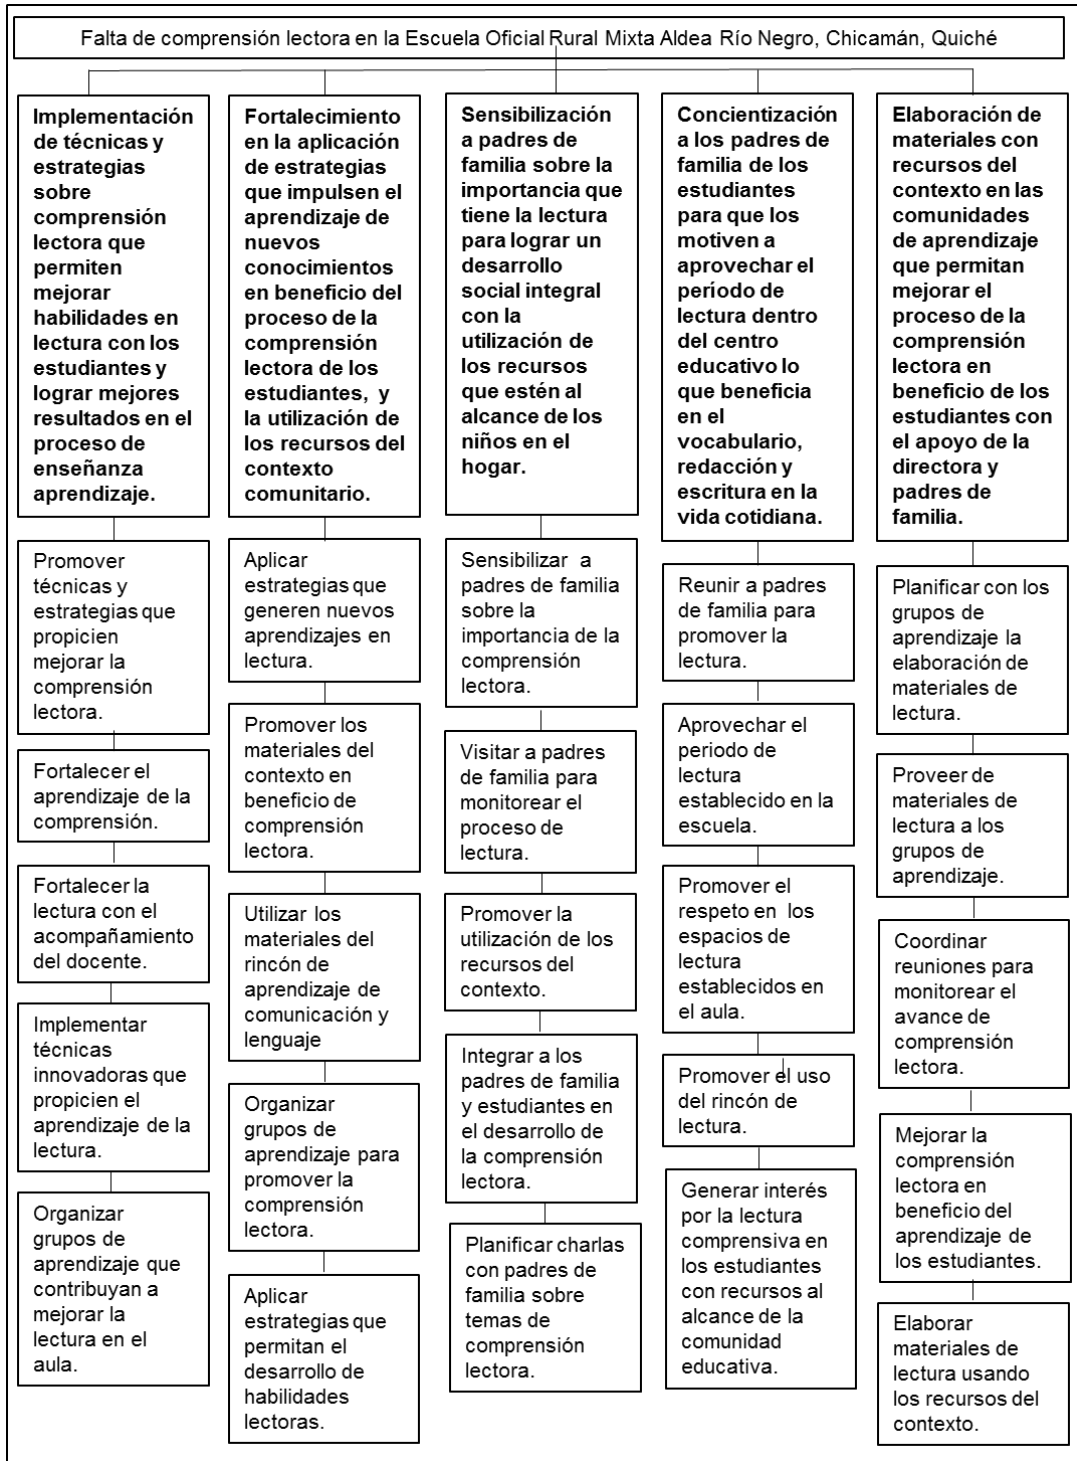 Falta de comprensión lectora en la Escuela Oficial Rural Mixta Aldea Río Negro, Chicamán, Quiché
Implementación
de técnicas y
estrategias
sobre
comprensión
lectora que
permiten
mejorar
habilidades en
lectura con los
estudiantes y
lograr mejores
resultados en el
proceso de
enseñanza
aprendizaje.
Promover
técnicas y
estrategias que
propicien
mejorar la
comprensión
lectora.
Fortalecer el
aprendizaje de la
comprensión.
Fortalecer la
lectura con el
acompañamiento
del docente.
Implementar
técnicas
innovadoras que
propicien el
aprendizaje de la
lectura.
Organizar
grupos de
aprendizaje que
contribuyan a
mejorar la
lectura en el
aula.
Fortalecimiento
en la aplicación
de estrategias
que impulsen el
aprendizaje de
nuevos
conocimientos
en beneficio del
proceso de la
comprensión
lectora de los
estudiantes, y
la utilización de
los recursos del
contexto
comunitario.
Aplicar
estrategias que
generen nuevos
aprendizajes en
lectura.
Promover los
materiales del
contexto en
beneficio de
comprensión
lectora.
Utilizar los
materiales del
rincón de
aprendizaje de
comunicación y
lenguaje
Organizar
grupos de
aprendizaje para
promover la
comprensión
lectora.
Aplicar
estrategias que
permitan el
desarrollo de
habilidades
lectoras.
Sensibilización
a padres de
familia sobre la
importancia que
tiene la lectura
para lograr un
desarrollo
social integral
con la
utilización de
los recursos
que estén al
alcance de los
niños en el
hogar.
Sensibilizar a
padres de familia
sobre la
importancia de la
comprensión
lectora.
Visitar a padres
de familia para
monitorear el
proceso de
lectura.
Promover la
utilización de los
recursos del
contexto.
Integrar a los
padres de familia
y estudiantes en
el desarrollo de
la comprensión
lectora.
Planificar charlas
con padres de
familia sobre
temas de
comprensión
lectora.
Concientización
a los padres de
familia de los
estudiantes
para que los
motiven a
aprovechar el
período de
lectura dentro
del centro
educativo lo
que beneficia
en el
vocabulario,
redacción y
escritura en la
vida cotidiana.
Reunir a padres
de familia para
promover la
lectura.
Aprovechar el
periodo de
lectura
establecido en la
escuela.
Promover el
respeto en los
espacios de
lectura
establecidos en
el aula.
Promover el uso
del rincón de
lectura.
Generar interés
por la lectura
comprensiva en
los estudiantes
con recursos al
alcance de la
comunidad
educativa.
Elaboración de
materiales con
recursos del
contexto en las
comunidades
de aprendizaje
que permitan
mejorar el
proceso de la
comprensión
lectora en
beneficio de los
estudiantes con
el apoyo de la
directora y
padres de
familia.
Planificar con los
grupos de
aprendizaje la
elaboración de
materiales de
lectura.
Proveer de
materiales de
lectura a los
grupos de
aprendizaje.
Coordinar
reuniones para
monitorear el
avance de
comprensión
lectora.
Mejorar la
comprensión
lectora en
beneficio del
aprendizaje de
los estudiantes.
Elaborar
materiales de
lectura usando
los recursos del
contexto.